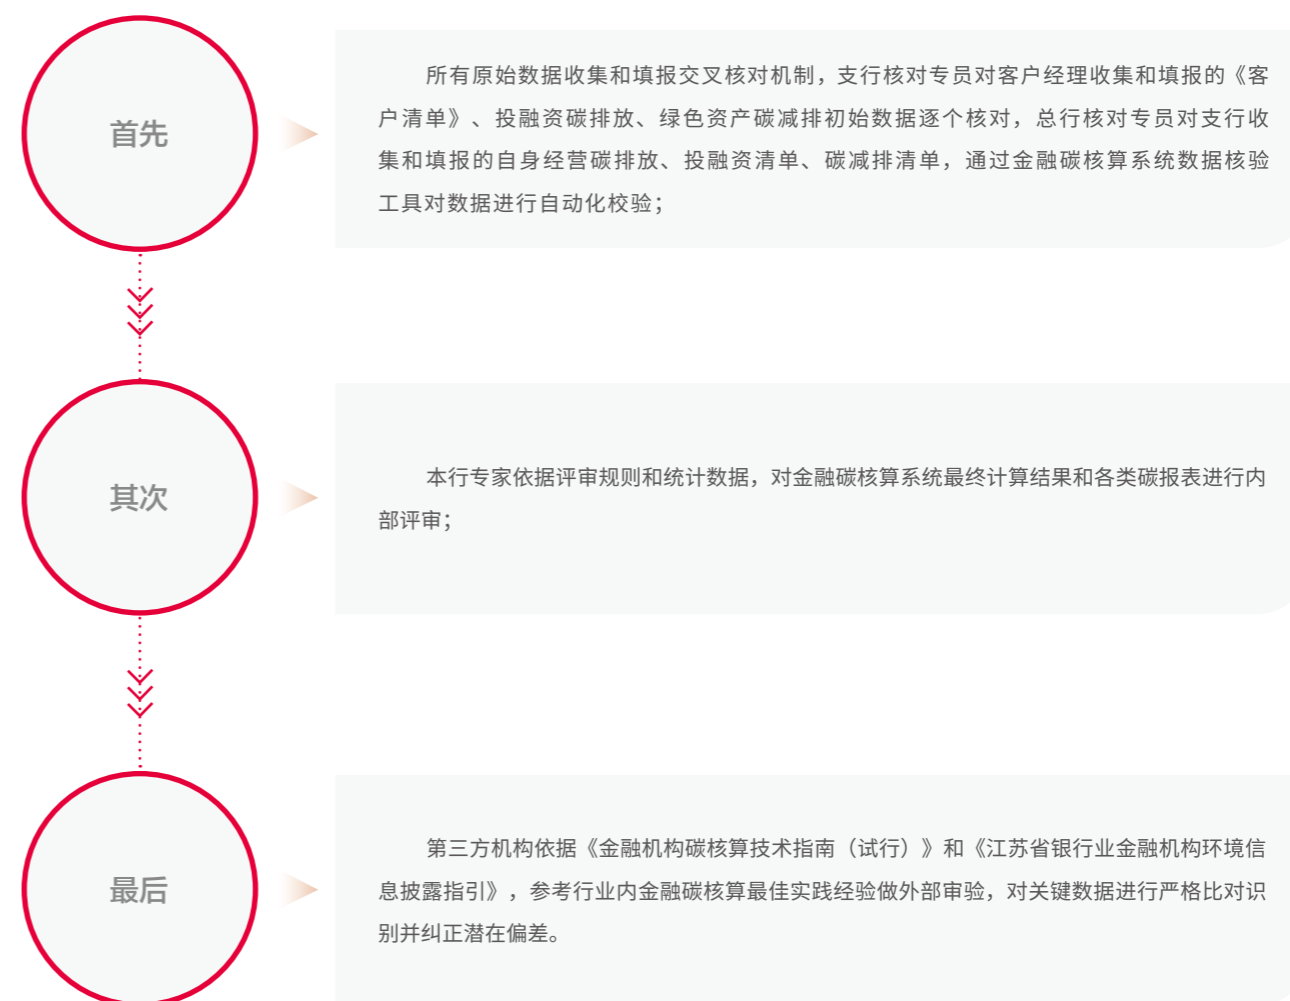 首先
所有原始数据收集和填报交叉核对机制，支行核对专员对客户经理收集和填报的《客
户清单》、投融资碳排放、绿色资产碳减排初始数据逐个核对，总行核对专员对支行收
集和填报的自身经营碳排放、投融资清单、碳减排清单，通过金融碳核算系统数据核验
工具对数据进行自动化校验；
其次
本行专家依据评审规则和统计数据，对金融碳核算系统最终计算结果和各类碳报表进行内
部评审；
最后
第三方机构依据《金融机构碳核算技术指南（试行）》和《江苏省银行业金融机构环境信
息披露指引》，参考行业内金融碳核算最佳实践经验做外部审验，对关键数据进行严格比对识
别并纠正潜在偏差。